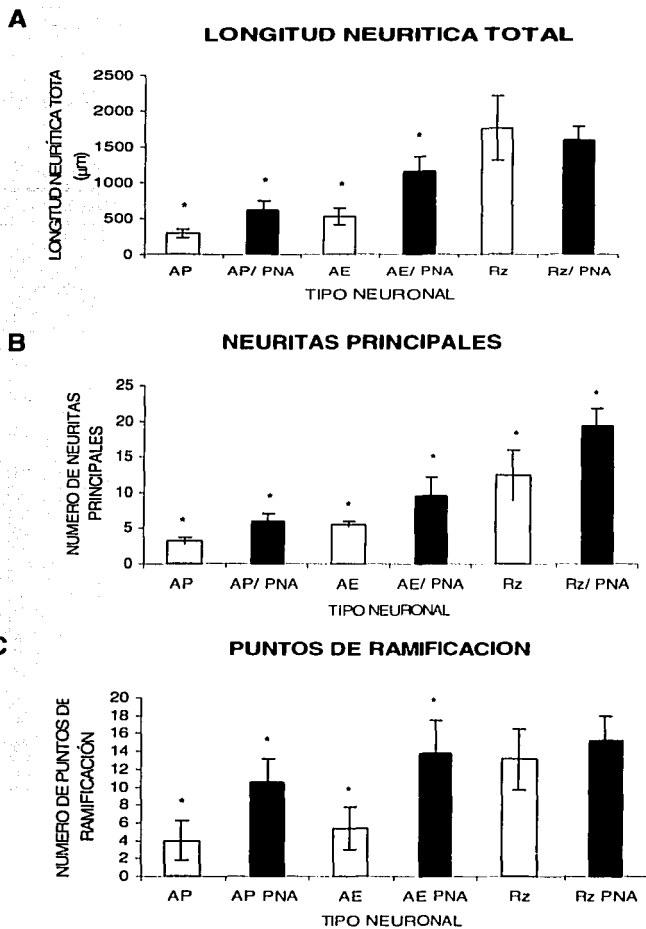 A
LONGITUD NEURITICA TOTAL
LONGITUD NEURÍTICA TOTA
(µm)
2500
2000
1500
1000
500
0
* * * *
AP AP/ PNA AE AE/ PNA Rz Rz/ PNA
TIPO NEURONAL
B
NEURITAS PRINCIPALES
NUMERO DE NEURITAS
PRINCIPALES
25
20
15
10
5
0
* * * * * *
AP AP/ PNA AE AE/ PNA Rz Rz/ PNA
TIPO NEURONAL
C
PUNTOS DE RAMIFICACION
NUMERO DE PUNTOS DE
RAMIFICACIÓN
20
18
16
14
12
10
8
6
4
2
0
* * * *
AP AP PNA AE AE PNA Rz Rz PNA
TIPO NEURONAL